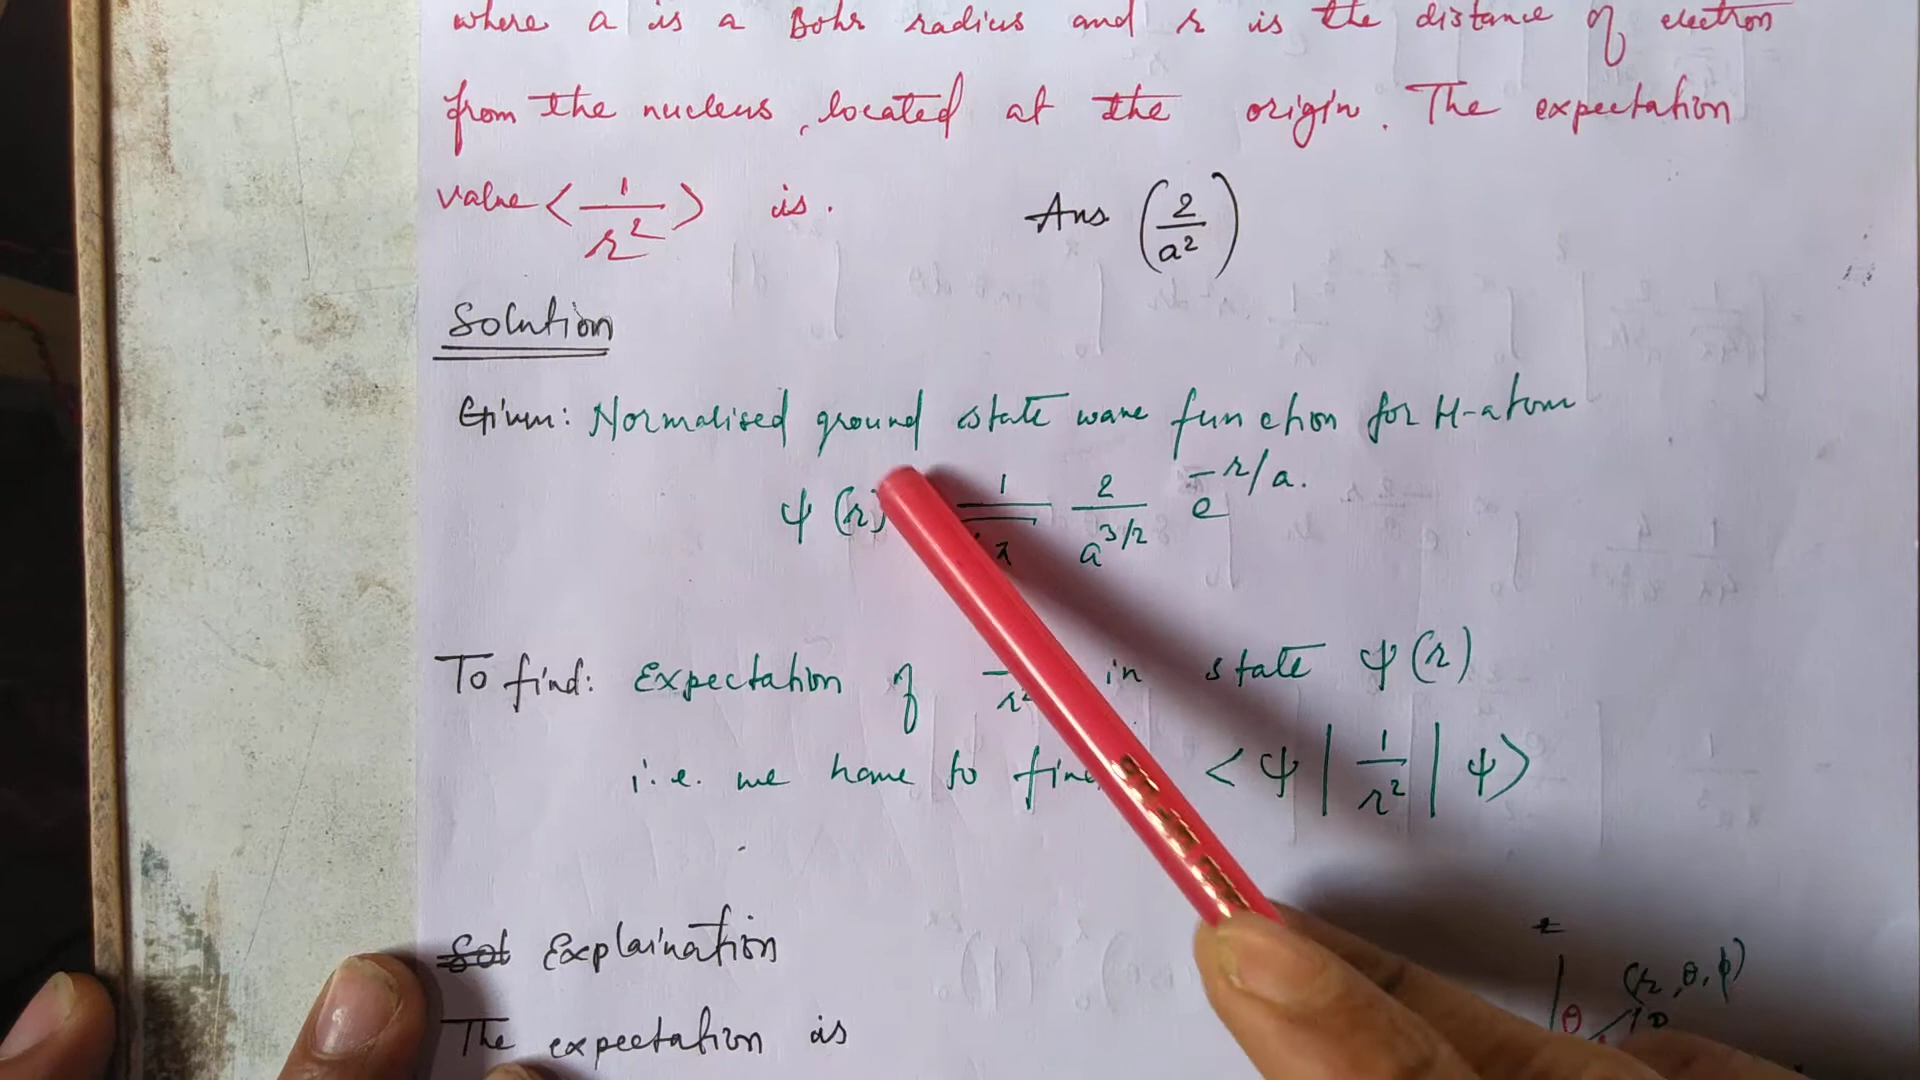 where a is a Bohr radius and r is the distance of electron
from the nucleus, located at the origin. The expectation
value < 1/r² > is. Ans (2/a²)
Solution
Given: Normalised ground state wave function for H-atom
ψ(r) 1/ π 2/a^3/2 e^-r/a.
To find: Expectation of r² in state ψ(r)
i.e. we have to find <ψ | 1/r² | ψ>
Explaination
z
(r, θ, ϕ)
θ
The expectation is